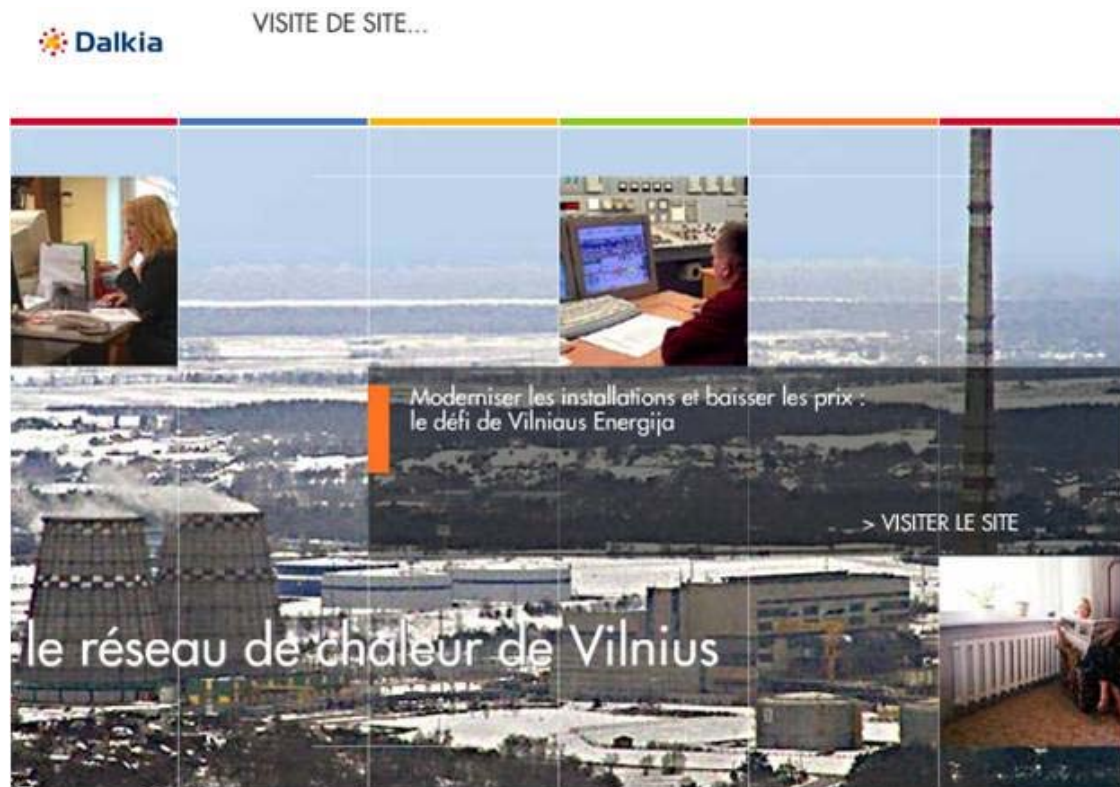 Dalkia
VISITE DE SITE...
Moderniser les installations et baisser les prix :
le défi de Vilniaus Energija
> VISITER LE SITE
le réseau de chaleur de Vilnius